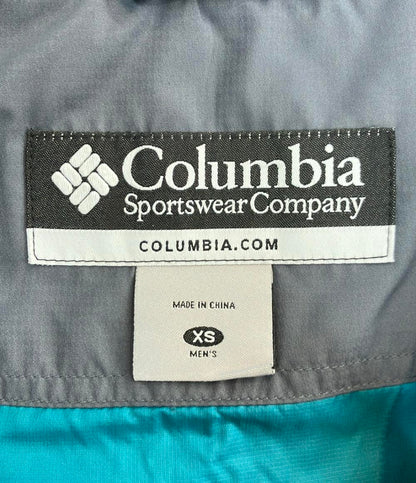 Columbia
Sportswear Company
COLUMBIA.COM
MADE IN CHINA
XS
MEN'S